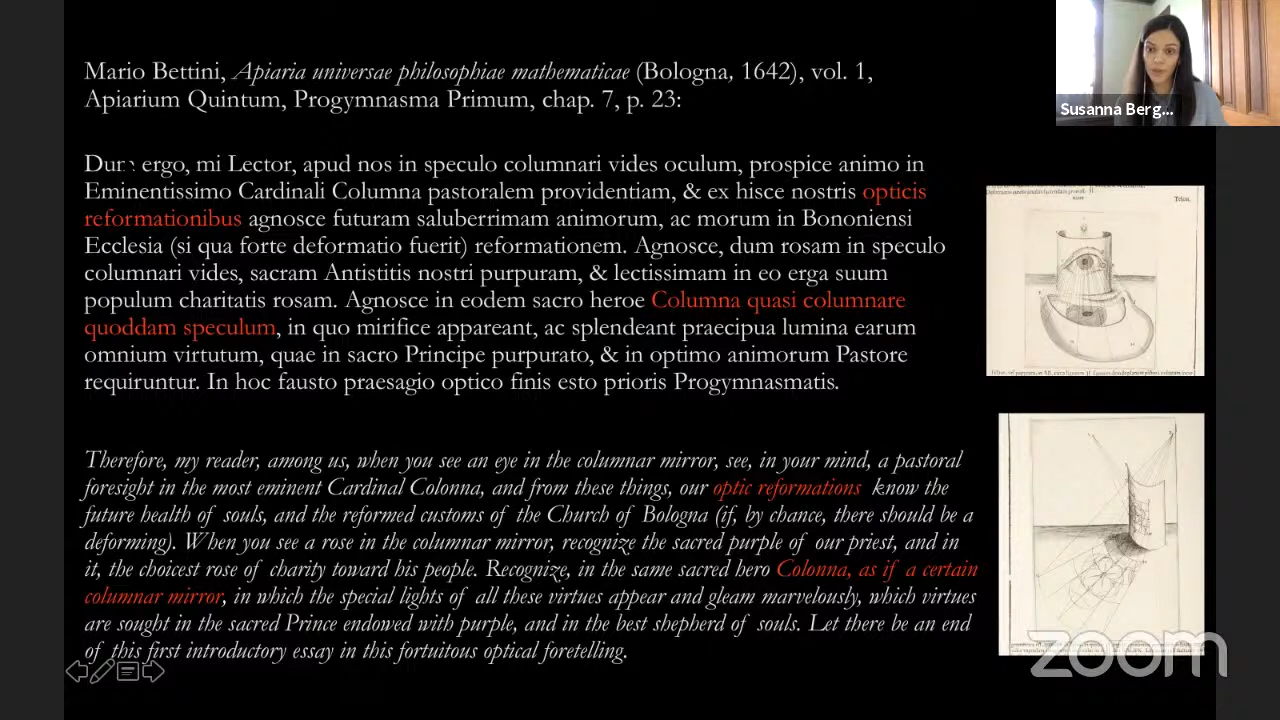 Mario Bettini, Apiaria universae philosophiae mathematicae (Bologna, 1642), vol. 1,
Apiarium Quintum, Progymnasma Primum, chap. 7, p. 23:
ergo, mi Lector, apud nos in speculo columnari vides oculum, prospice animo in
Eminentissimo Cardinali Columna pastoralem providentiam, & ex hisce nostris opticis
reformationibus agnosce futuram saluberrimam animorum, ac morum in Bononiensi
Ecclesia (si qua forte deformatio fuerit) reformationem. Agnosce, dum rosam in speculo
columnari vides, sacram Antistitis nostri purpuram, & lectissimam in eo erga suum
populum charitatis rosam. Agnosce in eodem sacro heroe Columna quasi columnare
quoddam speculum, in quo mirifice appareant, ac splendeant praecipua lumina earum
omnium virtutum, quae in sacro Principe purpurato, & in optimo animorum Pastore
requiruntur. In hoc fausto praesagio optico finis esto prioris Progymnasmatis.
Therefore, my reader, among us, when you see an eye in the columnar mirror, see, in your mind, a pastoral
foresight in the most eminent Cardinal Colonna, and from these things, our optic reformations know the
future health of souls, and the reformed customs of the Church of Bologna (if, by chance, there should be a
deforming). When you see a rose in the columnar mirror, recognize the sacred purple of our priest, and in
it, the choicest rose of charity toward his people. Recognize, in the same sacred hero Colonna, as if a certain
columnar mirror, in which the special lights of all these virtues appear and gleam marvelously, which virtues
are sought in the sacred Prince endowed with purple, and in the best shepherd of souls. Let there be an end
of this first introductory essay in this fortuitous optical foretelling.
Susanna Berg...
zoom